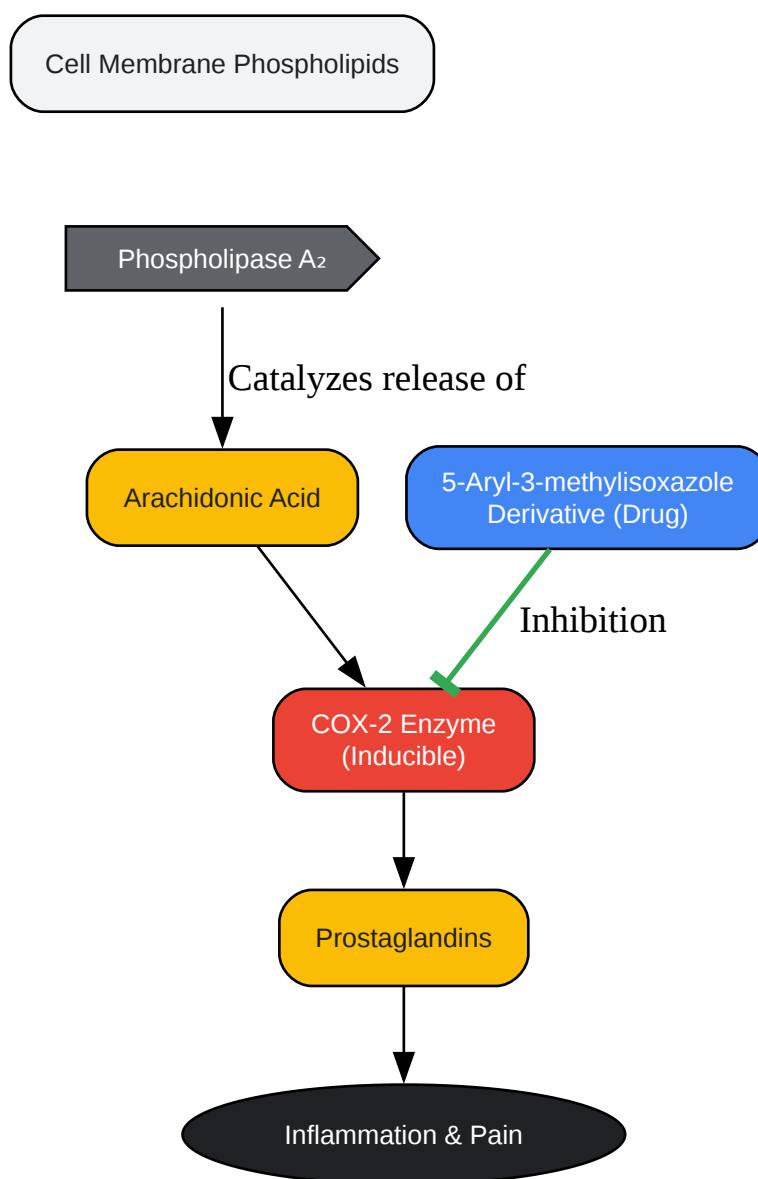 Cell Membrane Phospholipids
Phospholipase A₂
Catalyzes release of
Arachidonic Acid
5-Aryl-3-methylisoxazole
Derivative (Drug)
Inhibition
COX-2 Enzyme
(Inducible)
Prostaglandins
Inflammation & Pain